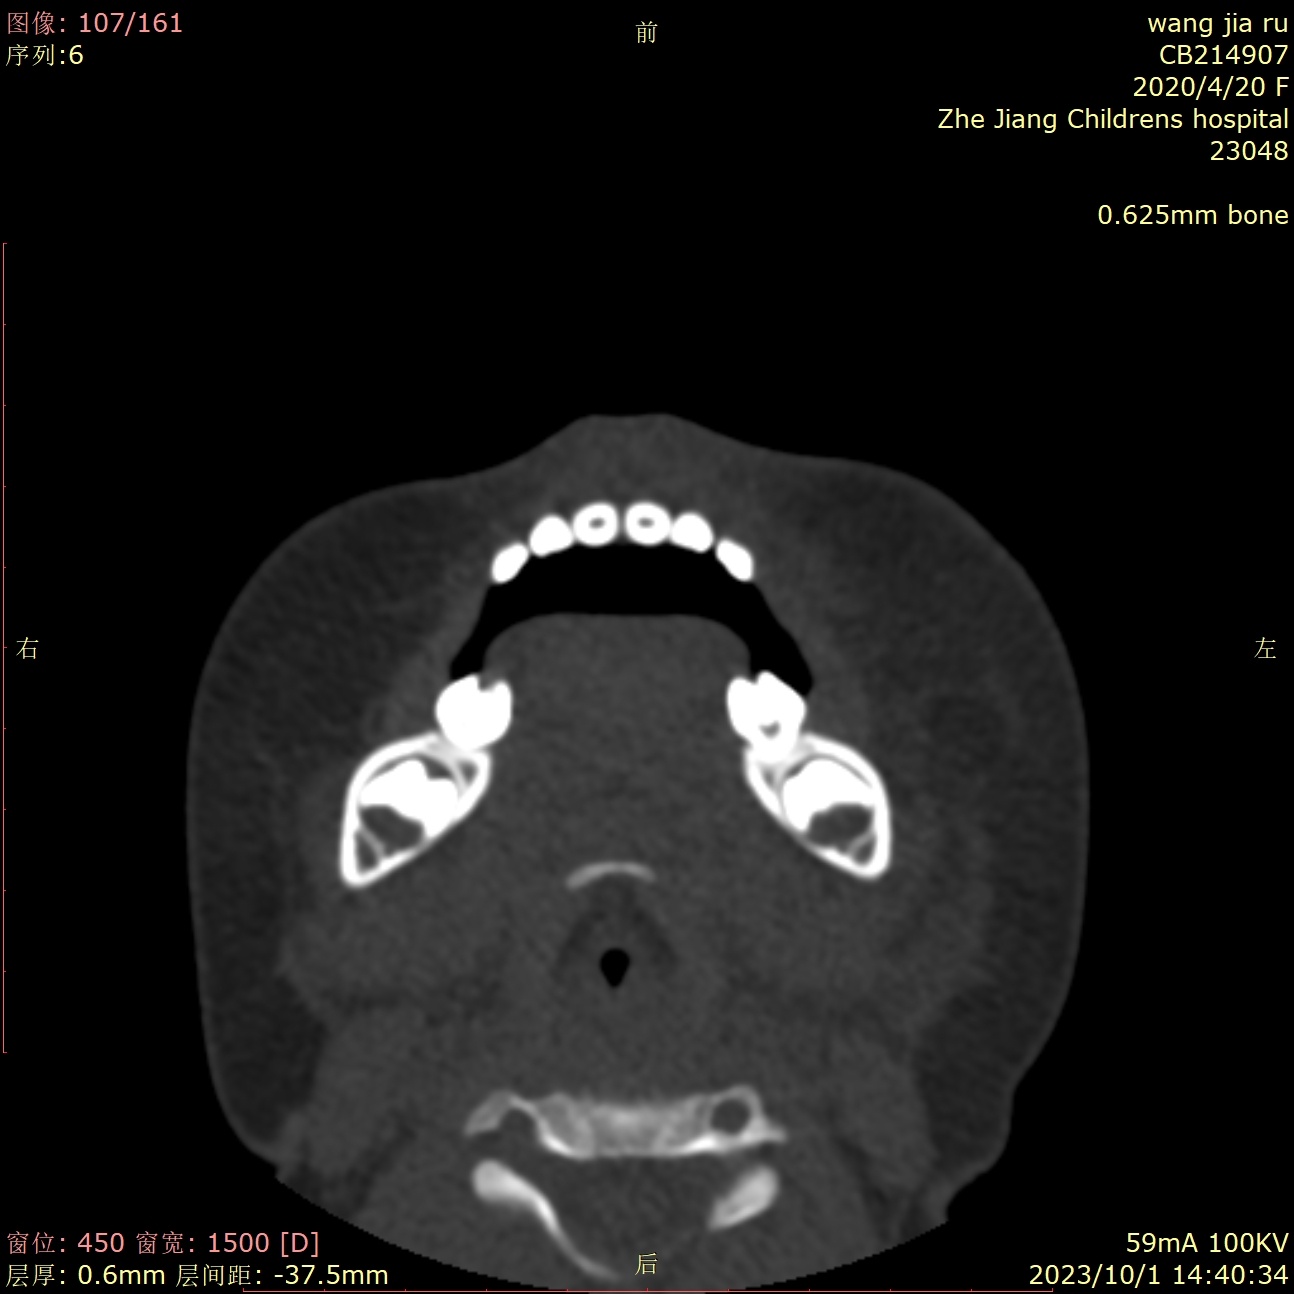 图像: 107/161
序列:6
前
wang jia ru
CB214907
2020/4/20 F
Zhe Jiang Childrens hospital
23048
0.625mm bone
右
左
窗位: 450 窗宽: 1500 [D]
层厚: 0.6mm 层间距: -37.5mm
后
59mA 100KV
2023/10/1 14:40:34